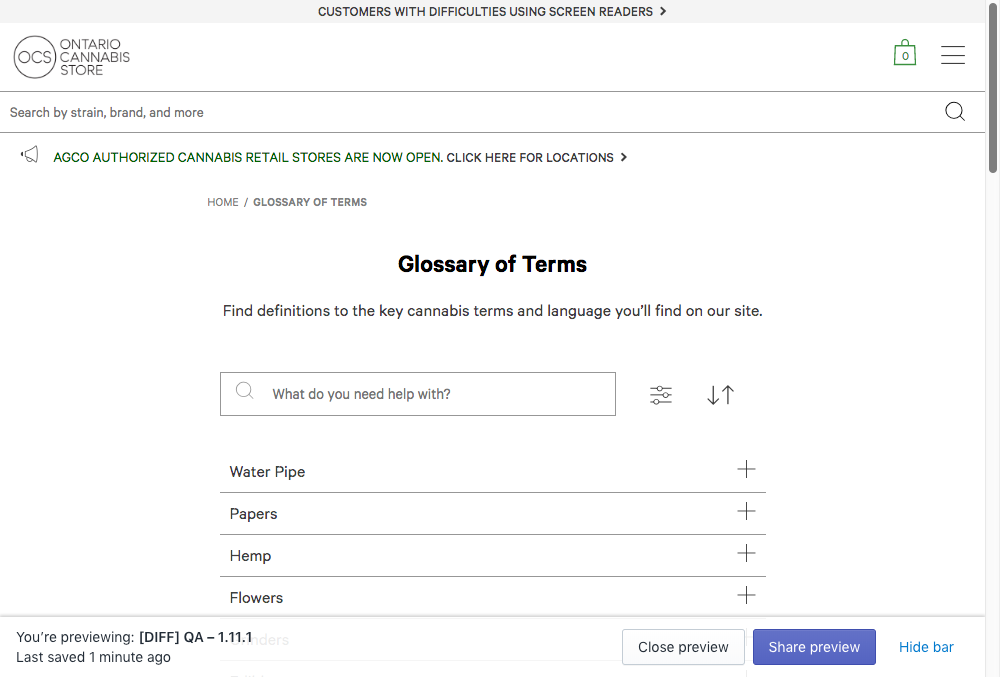 CUSTOMERS WITH DIFFICULTIES USING SCREEN READERS
OCS
ONTARIO
CANNABIS
STORE
0
Search by strain, brand, and more
AGCO AUTHORIZED CANNABIS RETAIL STORES ARE NOW OPEN. CLICK HERE FOR LOCATIONS
HOME / GLOSSARY OF TERMS
Glossary of Terms
Find definitions to the key cannabis terms and language you'll find on our site.
What do you need help with?
Water Pipe
Papers
Hemp
Flowers
You're previewing: [DIFF] QA – 1.11.1
Last saved 1 minute ago
Close preview
Share preview
Hide bar